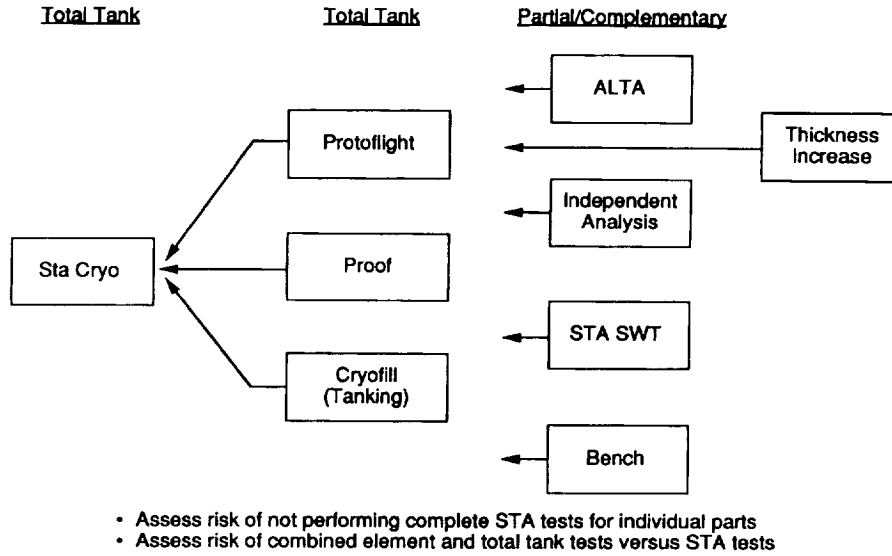 Total Tank
Total Tank
Partial/Complementary
ALTA
Thickness
Increase
Protoflight
Independent
Analysis
Sta Cryo
Proof
STA SWT
Cryofill
(Tanking)
Bench
• Assess risk of not performing complete STA tests for individual parts
• Assess risk of combined element and total tank tests versus STA tests